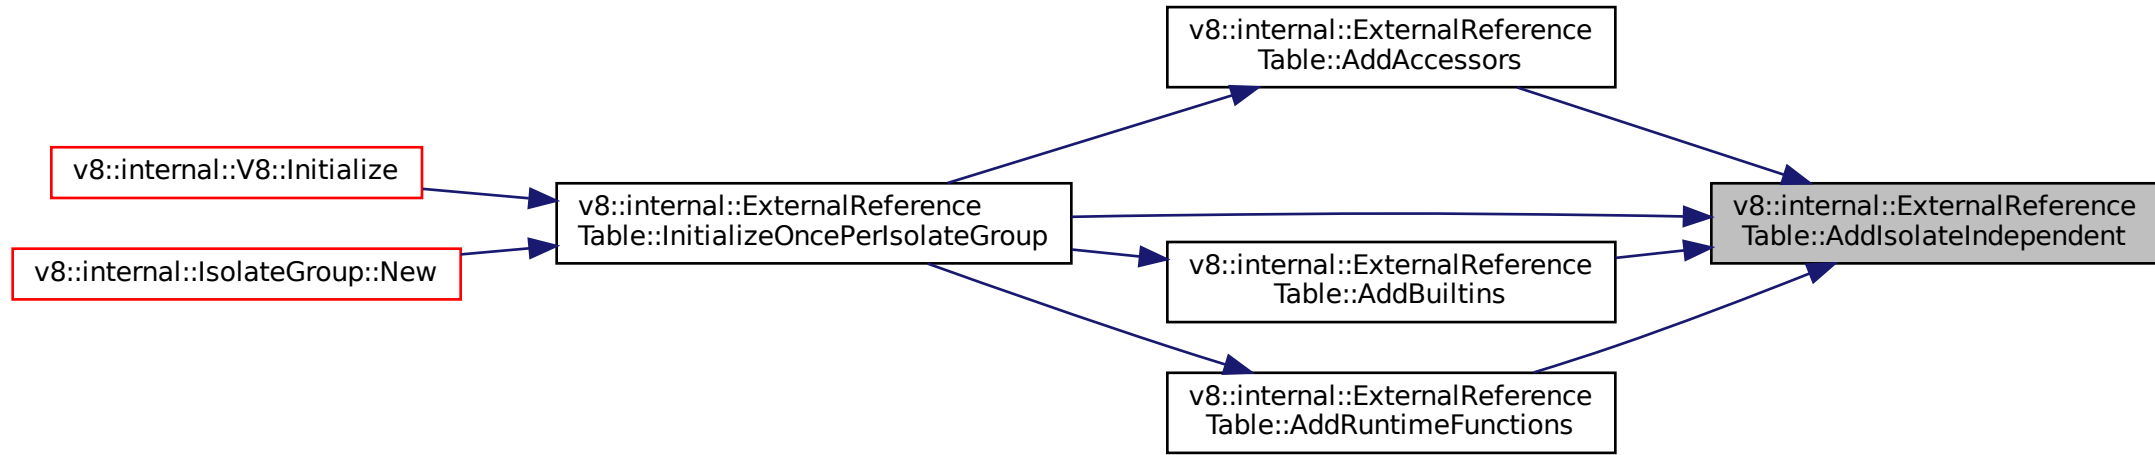 v8::internal::ExternalReference
Table::AddAccessors
v8::internal::V8::Initialize
v8::internal::ExternalReference
Table::InitializeOncePerIsolateGroup
v8::internal::ExternalReference
Table::AddIsolateIndependent
v8::internal::IsolateGroup::New
v8::internal::ExternalReference
Table::AddBuiltins
v8::internal::ExternalReference
Table::AddRuntimeFunctions